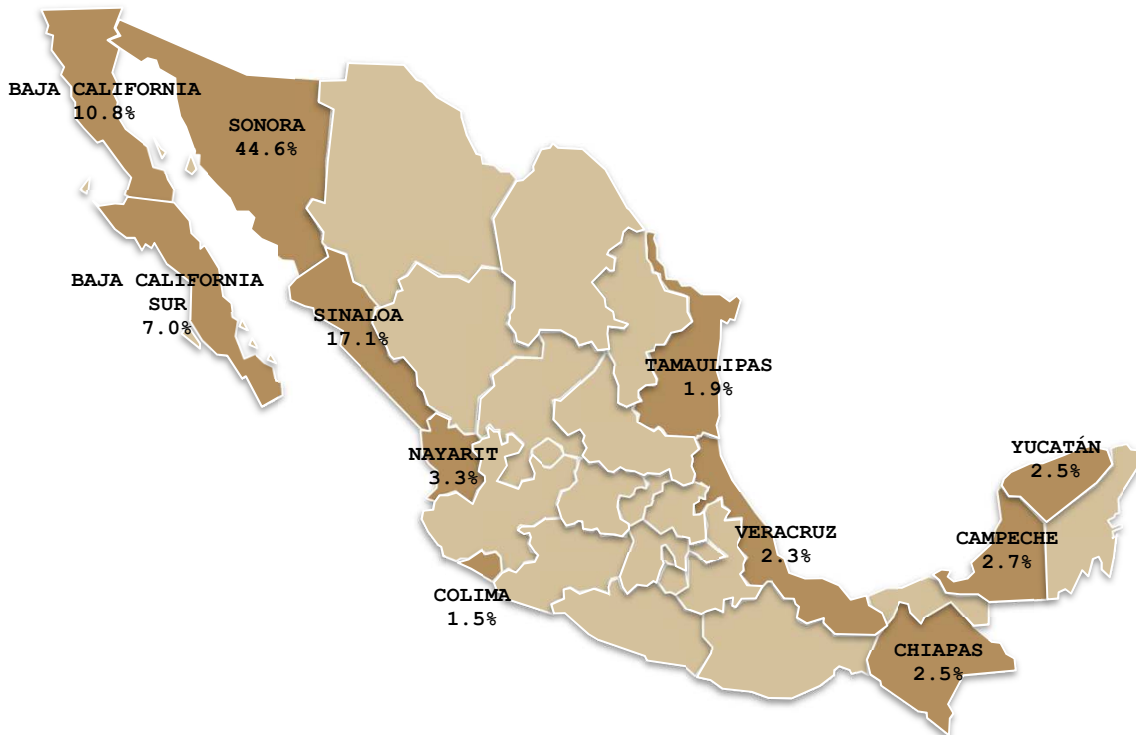 BAJA CALIFORNIA
10.8%
SONORA
44.6%
BAJA CALIFORNIA
SUR
7.0%
SINALOA
17.1%
TAMAULIPAS
1.9%
NAYARIT
3.3%
YUCATÁN
2.5%
VERACRUZ
2.3%
CAMPECHE
2.7%
COLIMA
1.5%
CHIAPAS
2.5%